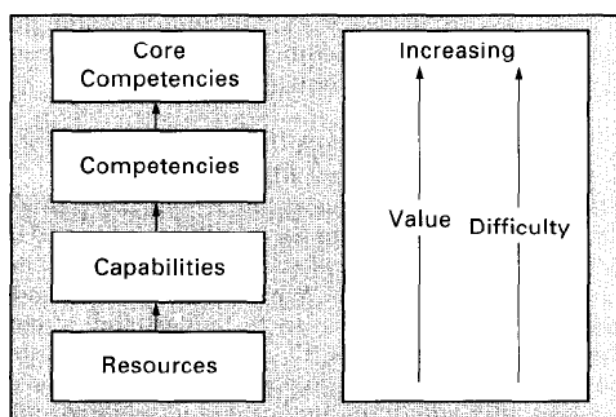 Core
Competencies
Competencies
Capabilities
Resources
Increasing
Value
Difficulty